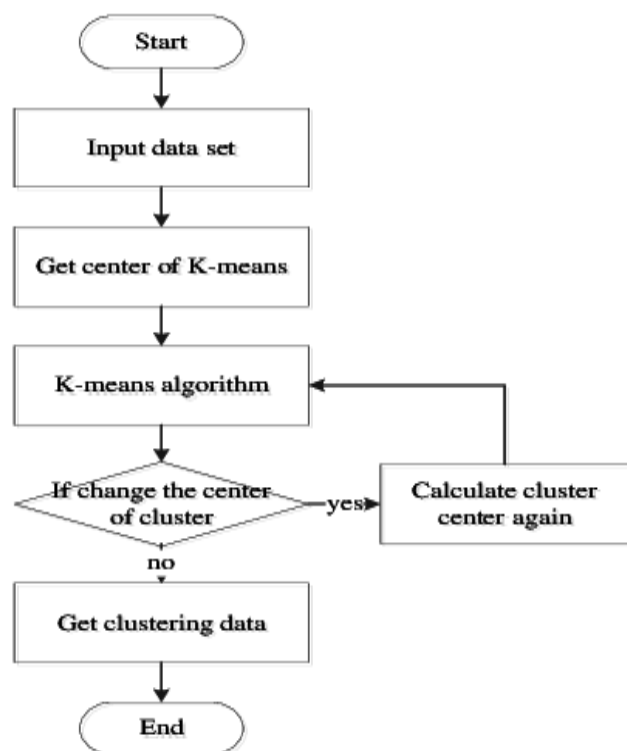 Start
Input data set
Get center of K-means
K-means algorithm
If change the center
of cluster
yes
Calculate cluster
center again
no
Get clustering data
End